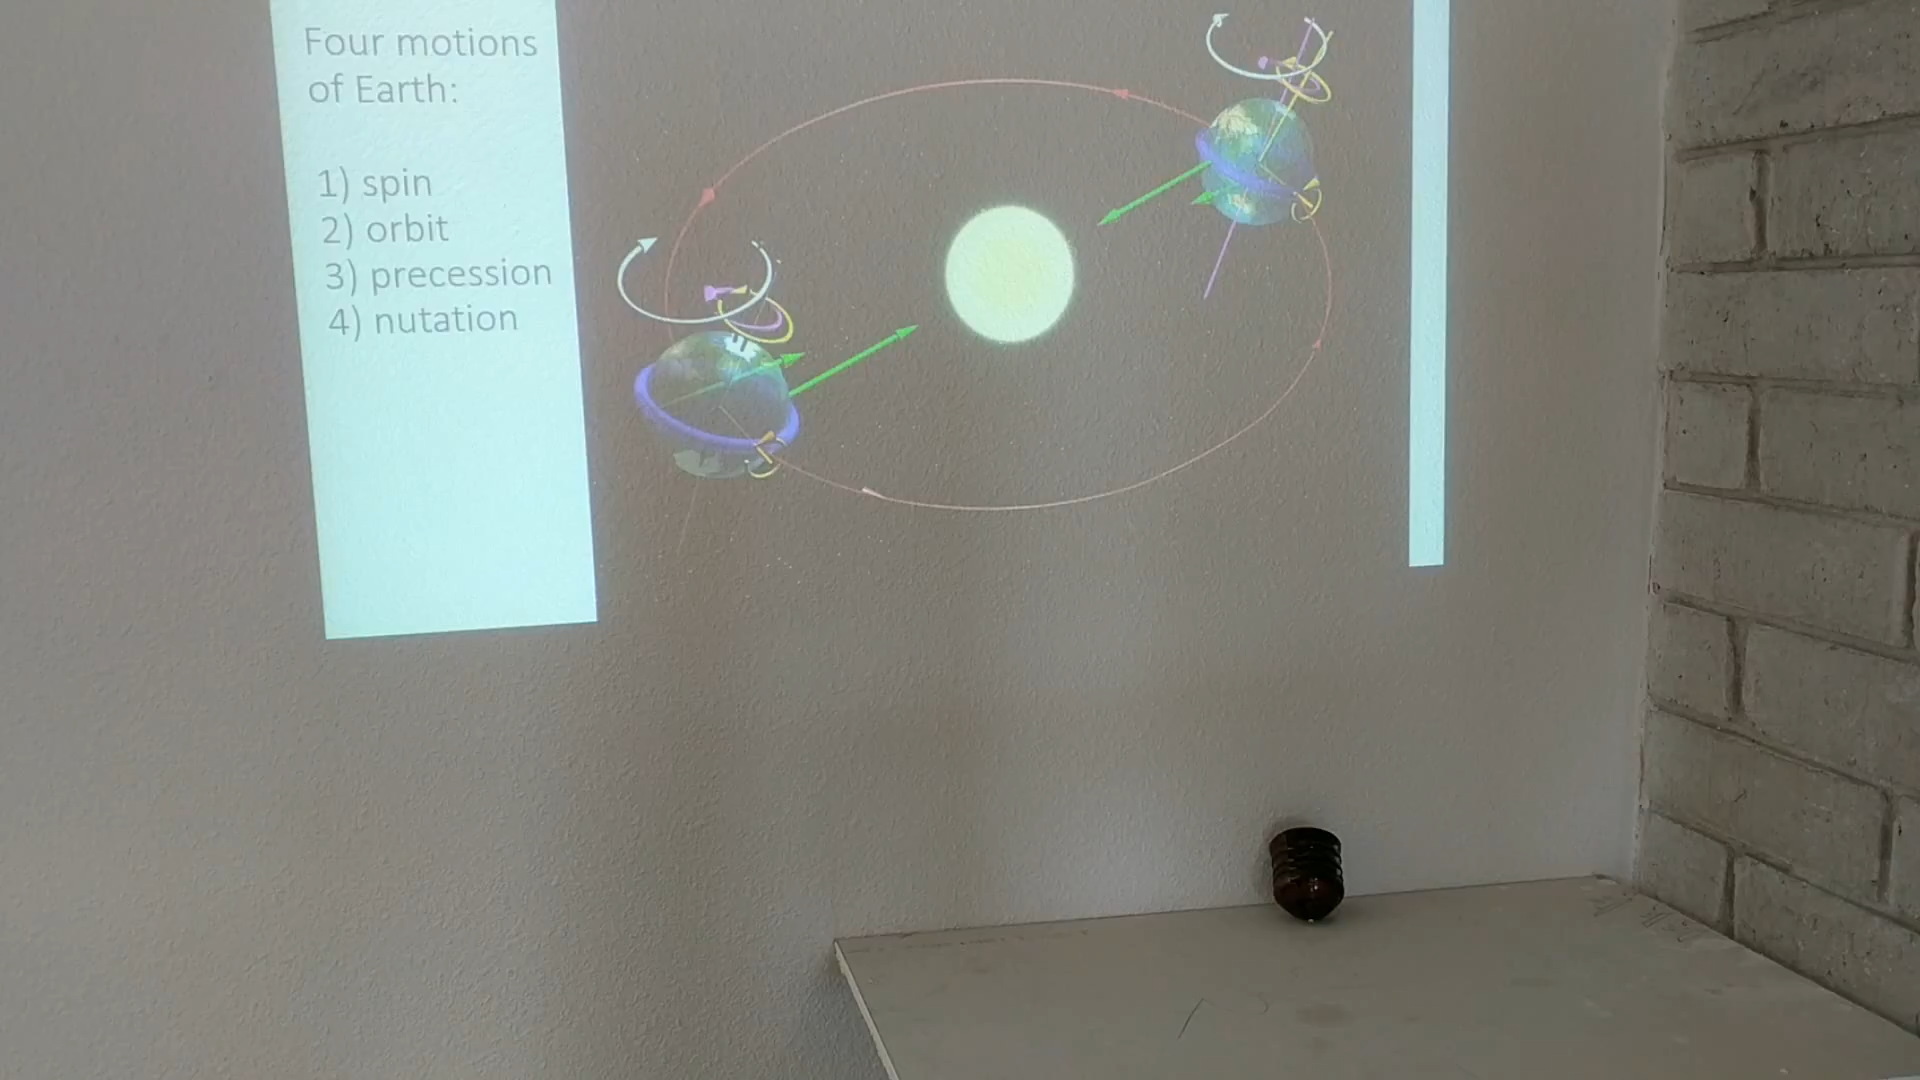 Four motions
of Earth:
1) spin
2) orbit
3) precession
4) nutation